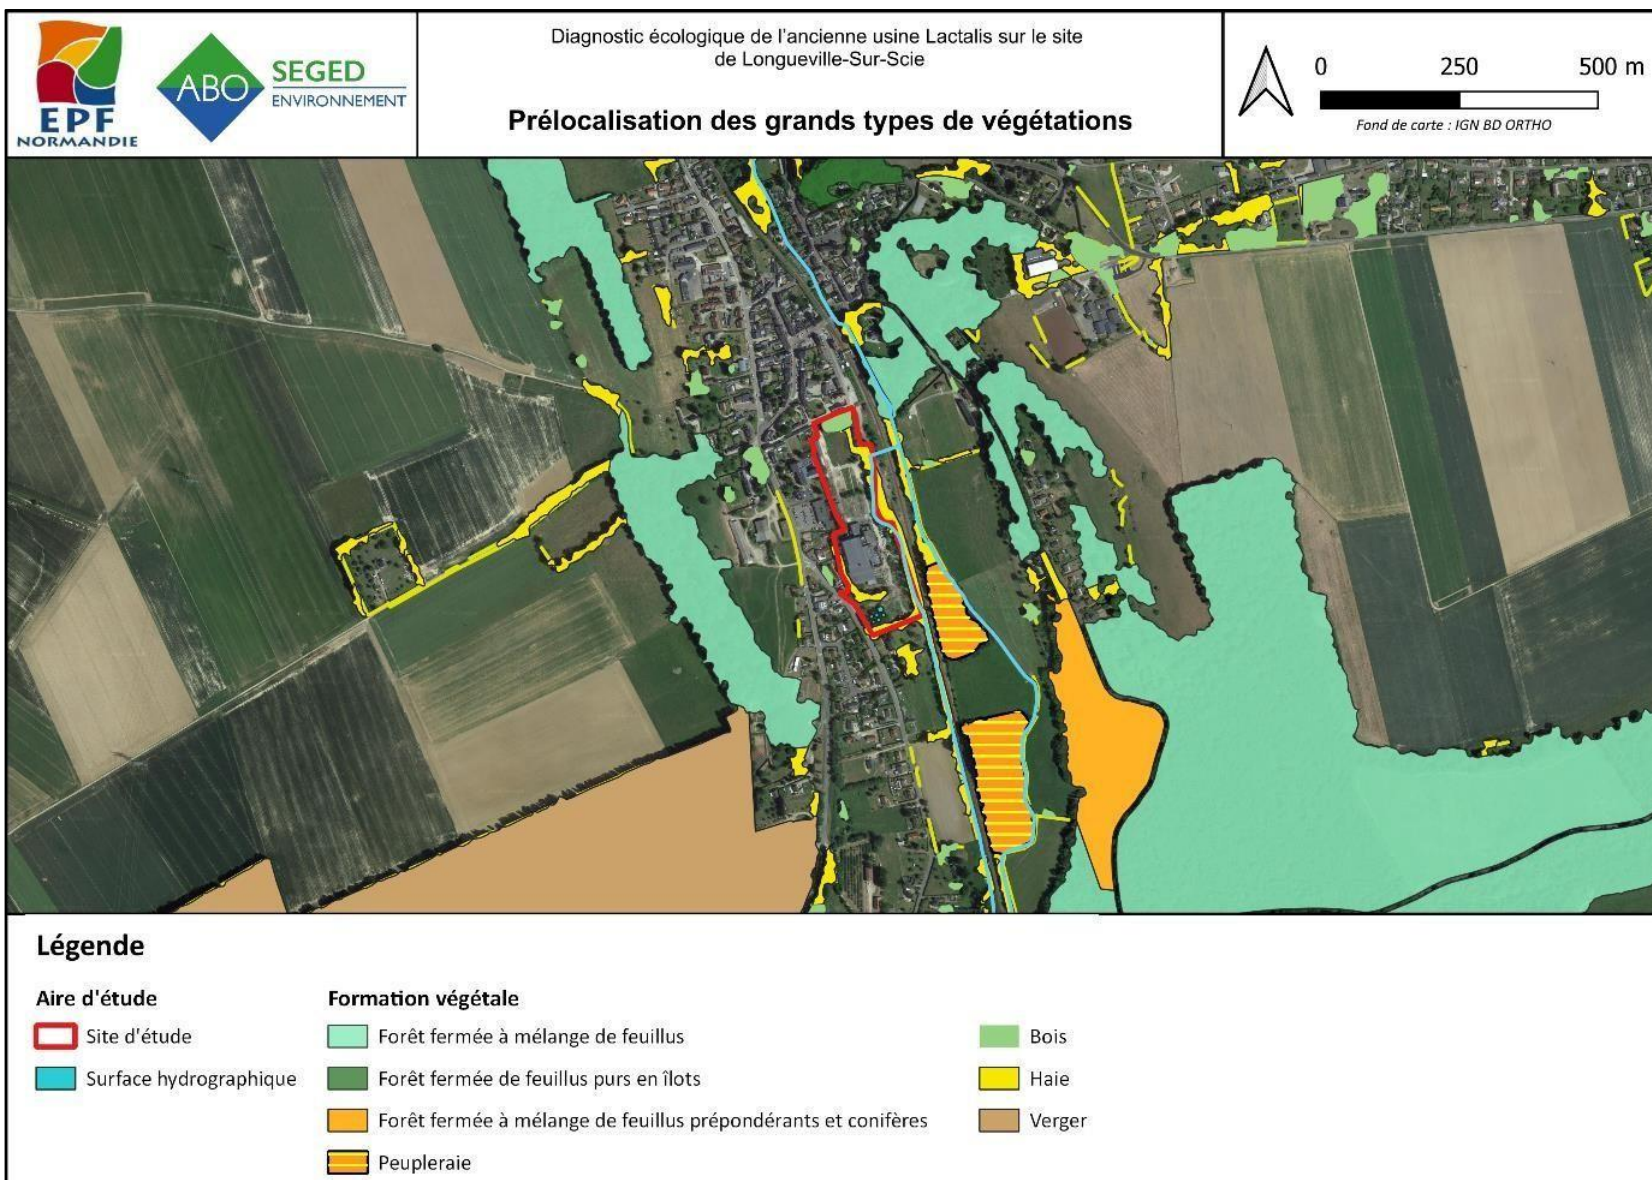 EPF
NORMANDIE
ABO
SEGED
ENVIRONNEMENT
Diagnostic écologique de l'ancienne usine Lactalis sur le site
de Longueville-Sur-Scie
Prélocalisation des grands types de végétations
0 250 500 m
Fond de carte : IGN BD ORTHO
Légende
Aire d'étude
Site d'étude
Surface hydrographique
Formation végétale
Forêt fermée à mélange de feuillus
Forêt fermée de feuillus purs en îlots
Forêt fermée à mélange de feuillus prépondérants et conifères
Peupleraie
Bois
Haie
Verger